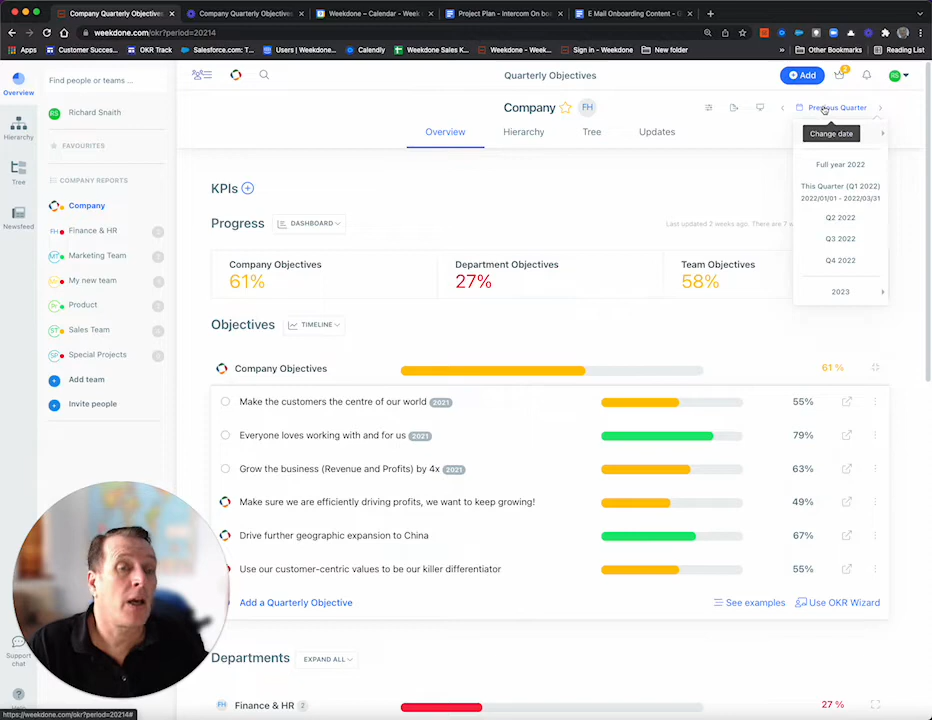 Company Quarterly Objectives
Company Quarterly Objectives
Weekdone – Calendar - Week
Project Plan - Intercom On bo
E Mail Onboarding Content - G
weekdone.com/okr?period=20214
Apps
Customer Succes...
OKR Track
Salesforce.com: T...
Users | Weekdone...
Calendly
Weekdone Sales K...
Weekdone - Week...
Sign in - Weekdone
New folder
Other Bookmarks
Reading List
Overview
Hierarchy
Tree
Newsfeed
Support chat
Find people or teams ...
RS
Richard Snaith
FAVOURITES
COMPANY REPORTS
Company
FH
Finance & HR
MT
Marketing Team
My new team
Product
ST
Sales Team
SP
Special Projects
Add team
Invite people
Quarterly Objectives
Add
RS
Company
FH
Previous Quarter
Overview
Hierarchy
Tree
Updates
Change date
Full year 2022
This Quarter (Q1 2022)
2022/01/01 - 2022/03/31
Q2 2022
Q3 2022
Q4 2022
2023
KPIs
Progress
DASHBOARD
Last updated 2 weeks ago. There are 7 w
Company Objectives
61%
Department Objectives
27%
Team Objectives
58%
Objectives
TIMELINE
Company Objectives
61 %
Make the customers the centre of our world 2021
55%
Everyone loves working with and for us 2021
79%
Grow the business (Revenue and Profits) by 4x 2021
63%
Make sure we are efficiently driving profits, we want to keep growing!
49%
Drive further geographic expansion to China
67%
Use our customer-centric values to be our killer differentiator
55%
Add a Quarterly Objective
See examples
Use OKR Wizard
Departments
EXPAND ALL
FH
Finance & HR 2
27 %
https://weekdone.com/okr?period=20214#